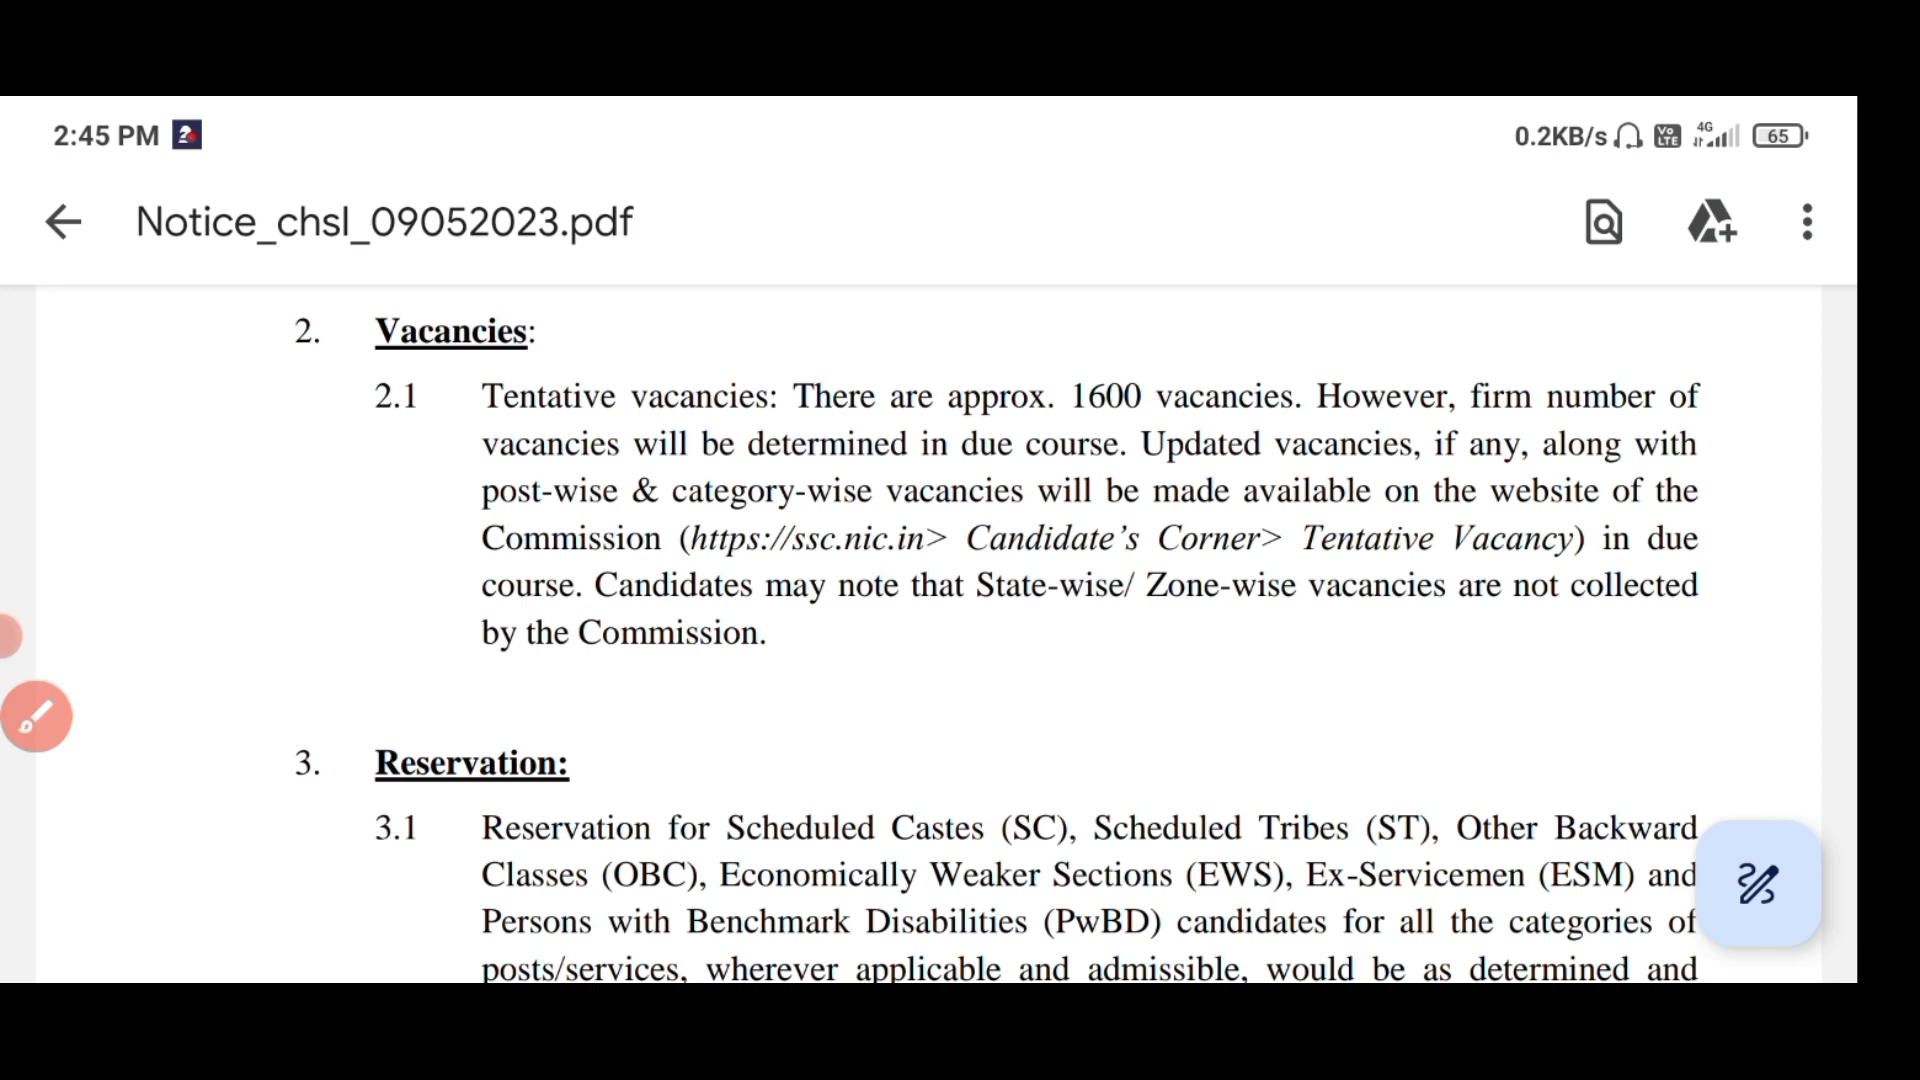 2:45 PM 2
0.2KB/s Vo LTE 4G 65
Notice_chsl_09052023.pdf
2. Vacancies:
2.1 Tentative vacancies: There are approx. 1600 vacancies. However, firm number of
vacancies will be determined in due course. Updated vacancies, if any, along with
post-wise & category-wise vacancies will be made available on the website of the
Commission (https://ssc.nic.in> Candidate’s Corner> Tentative Vacancy) in due
course. Candidates may note that State-wise/ Zone-wise vacancies are not collected
by the Commission.
3. Reservation:
3.1 Reservation for Scheduled Castes (SC), Scheduled Tribes (ST), Other Backward
Classes (OBC), Economically Weaker Sections (EWS), Ex-Servicemen (ESM) and
Persons with Benchmark Disabilities (PwBD) candidates for all the categories of
posts/services, wherever applicable and admissible, would be as determined and